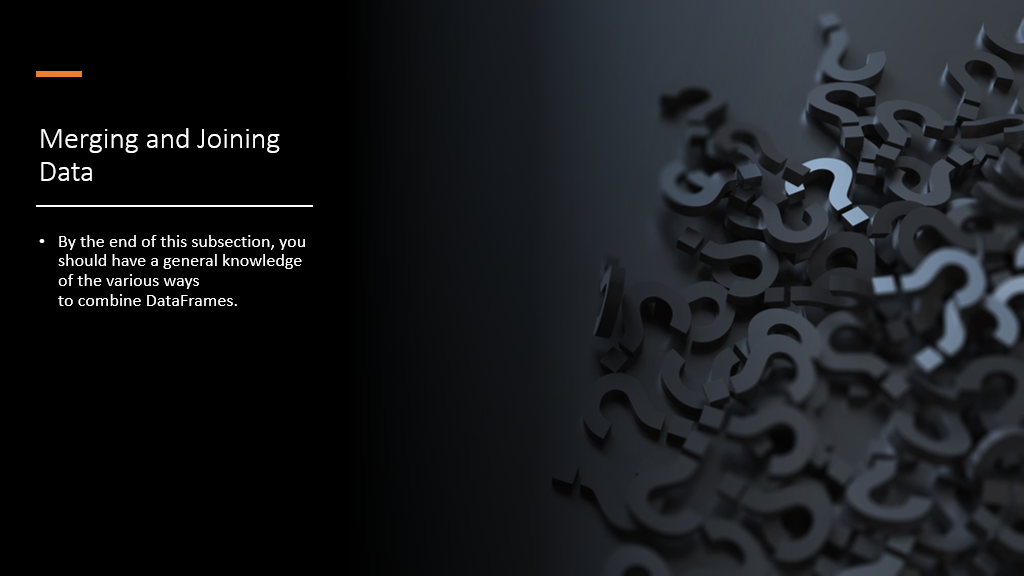 Merging and Joining
Data
• By the end of this subsection, you
should have a general knowledge
of the various ways
to combine DataFrames.